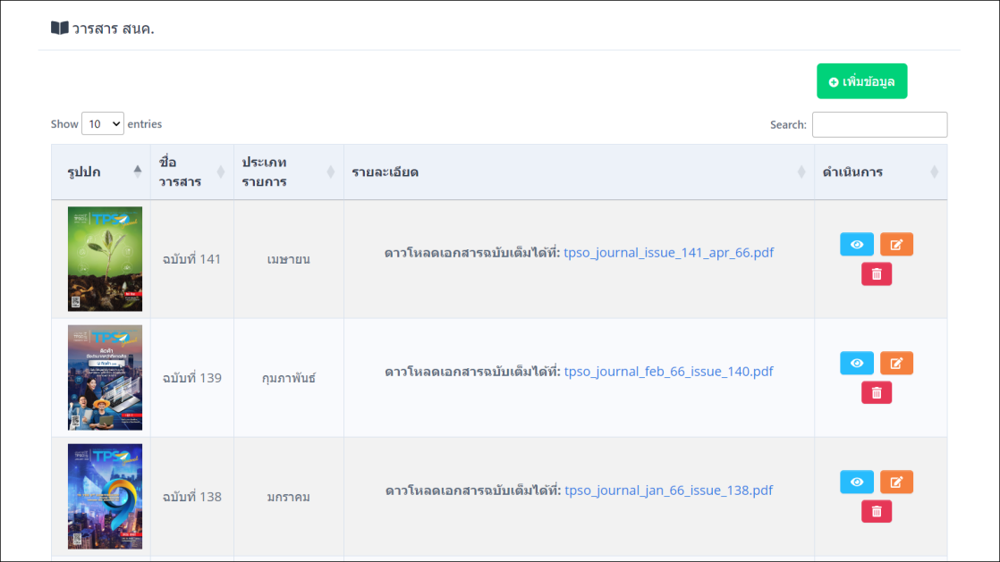 วารสาร สนค.
เพิ่มข้อมูล
Show 10 entries
Search:
รูปปก
ชื่อ
วารสาร
ประเภท
รายการ
รายละเอียด
ดำเนินการ
TPSO
ฉบับที่ 141
เมษายน
ดาวโหลดเอกสารฉบับเต็มได้ที่: tpso_journal_issue_141_apr_66.pdf
TPSO
ฉบับที่ 139
กุมภาพันธ์
ดาวโหลดเอกสารฉบับเต็มได้ที่: tpso_journal_feb_66_issue_140.pdf
TPSO
9
ฉบับที่ 138
มกราคม
ดาวโหลดเอกสารฉบับเต็มได้ที่: tpso_journal_jan_66_issue_138.pdf